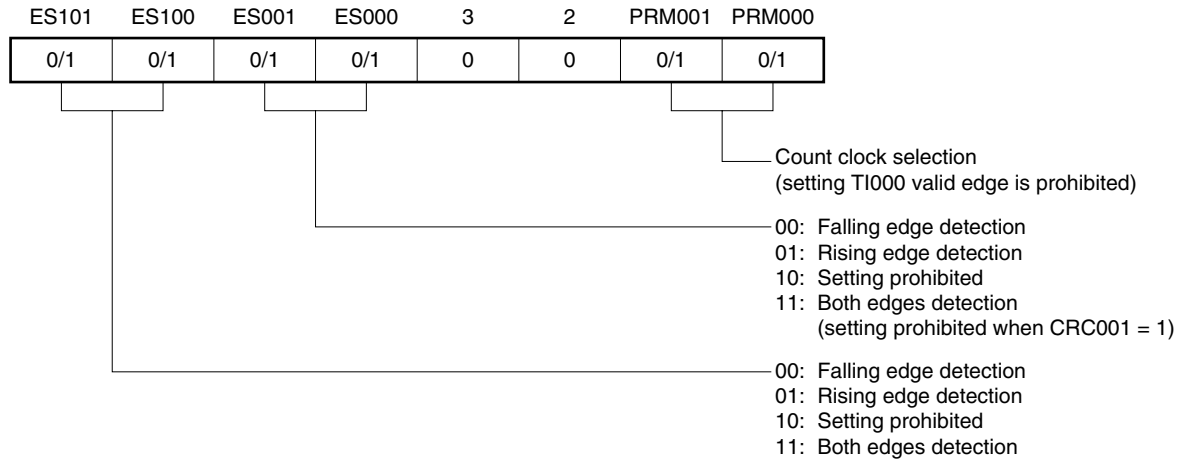 ES101 ES100 ES001 ES000 3 2 PRM001 PRM000
0/1 0/1 0/1 0/1 0 0 0/1 0/1
Count clock selection
(setting TI000 valid edge is prohibited)
00: Falling edge detection
01: Rising edge detection
10: Setting prohibited
11: Both edges detection
(setting prohibited when CRC001 = 1)
00: Falling edge detection
01: Rising edge detection
10: Setting prohibited
11: Both edges detection